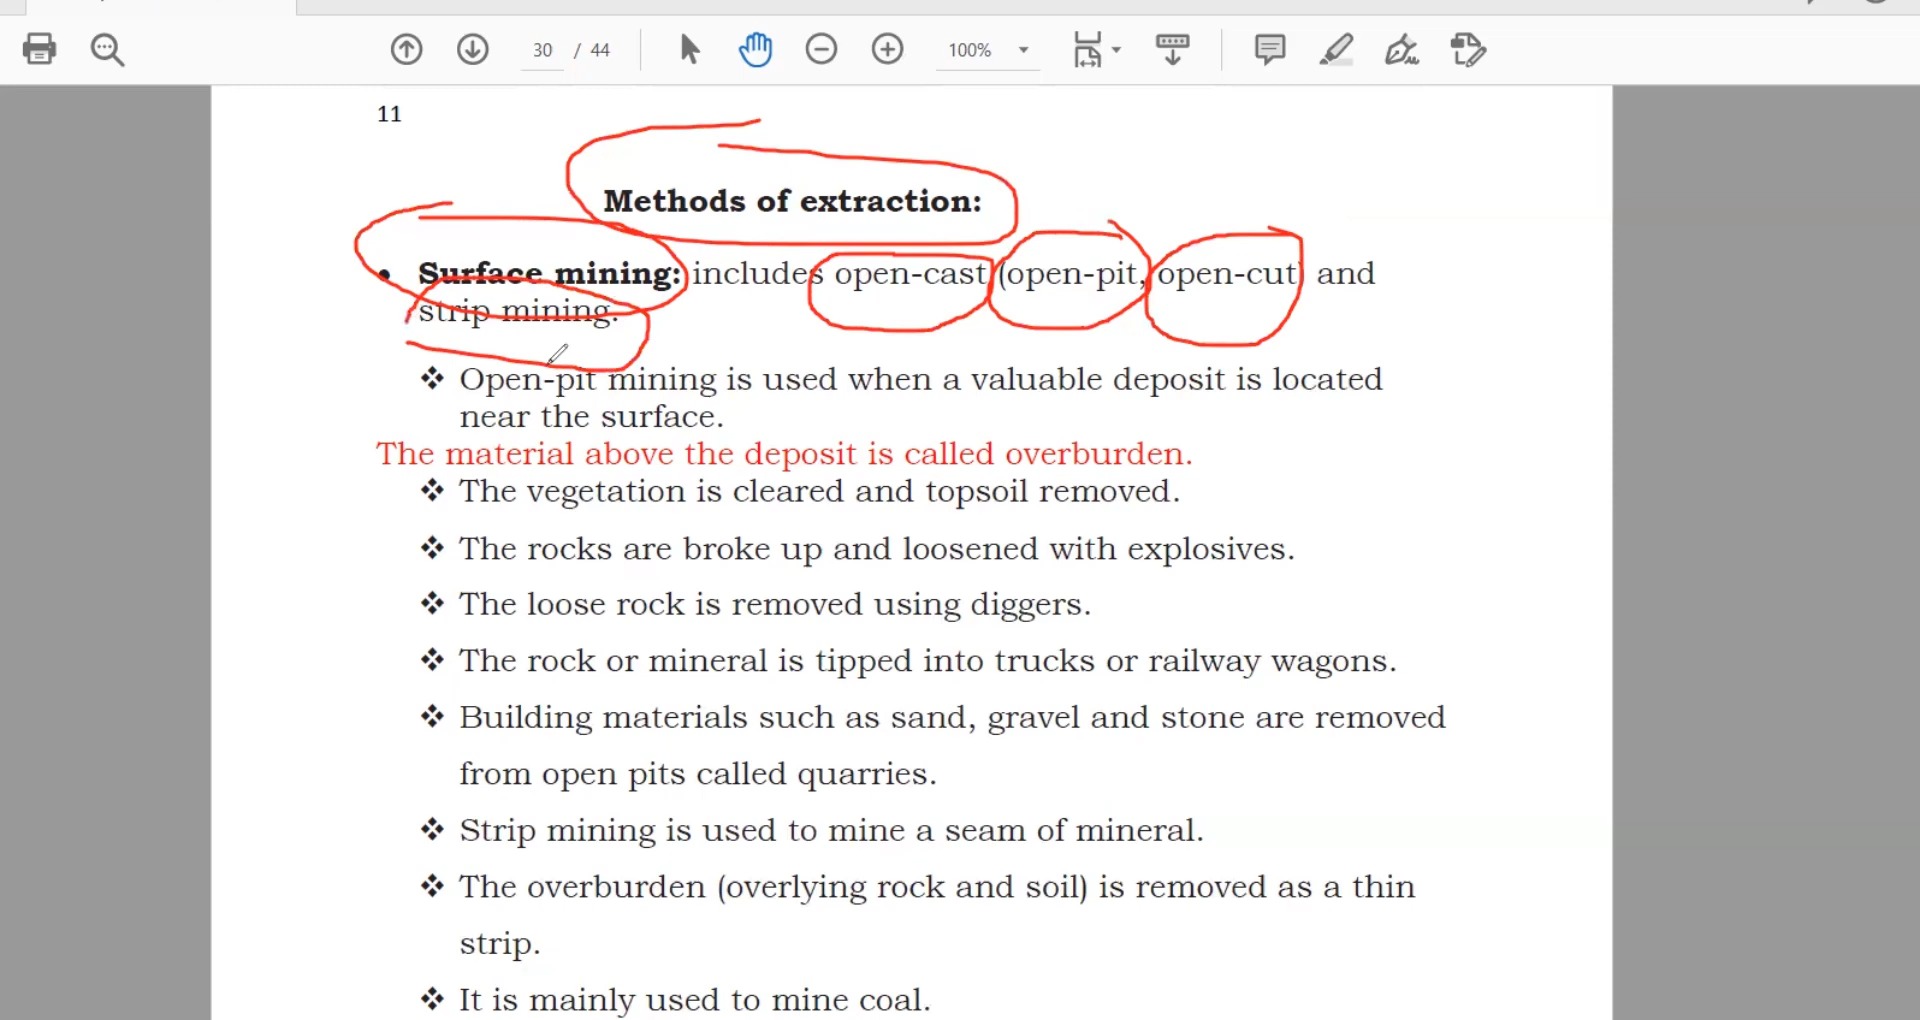 30 / 44
100%
11
Methods of extraction:
• Surface mining: includes open-cast (open-pit, open-cut) and
strip mining.
❖ Open-pit mining is used when a valuable deposit is located
near the surface.
The material above the deposit is called overburden.
❖ The vegetation is cleared and topsoil removed.
❖ The rocks are broke up and loosened with explosives.
❖ The loose rock is removed using diggers.
❖ The rock or mineral is tipped into trucks or railway wagons.
❖ Building materials such as sand, gravel and stone are removed
from open pits called quarries.
❖ Strip mining is used to mine a seam of mineral.
❖ The overburden (overlying rock and soil) is removed as a thin
strip.
❖ It is mainly used to mine coal.